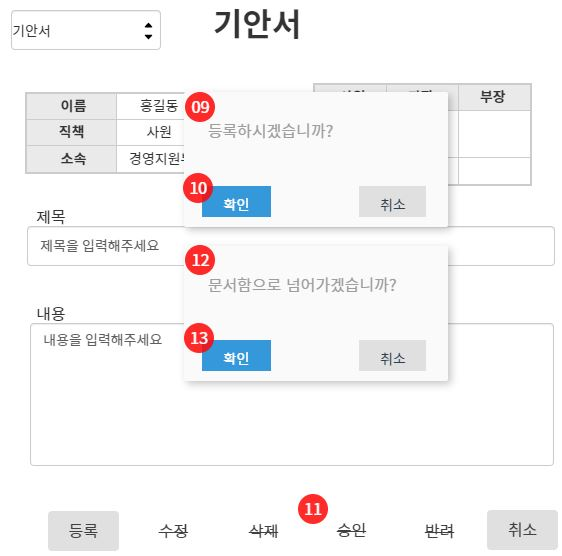 기안서
기안서
이름 홍길동
직책 사원
소속 경영지원
부장
09
등록하시겠습니까?
10
확인 취소
제목
제목을 입력해주세요
12
문서함으로 넘어가겠습니까?
13
확인 취소
내용
내용을 입력해주세요
11
등록 수정 삭제 승인 반려 취소